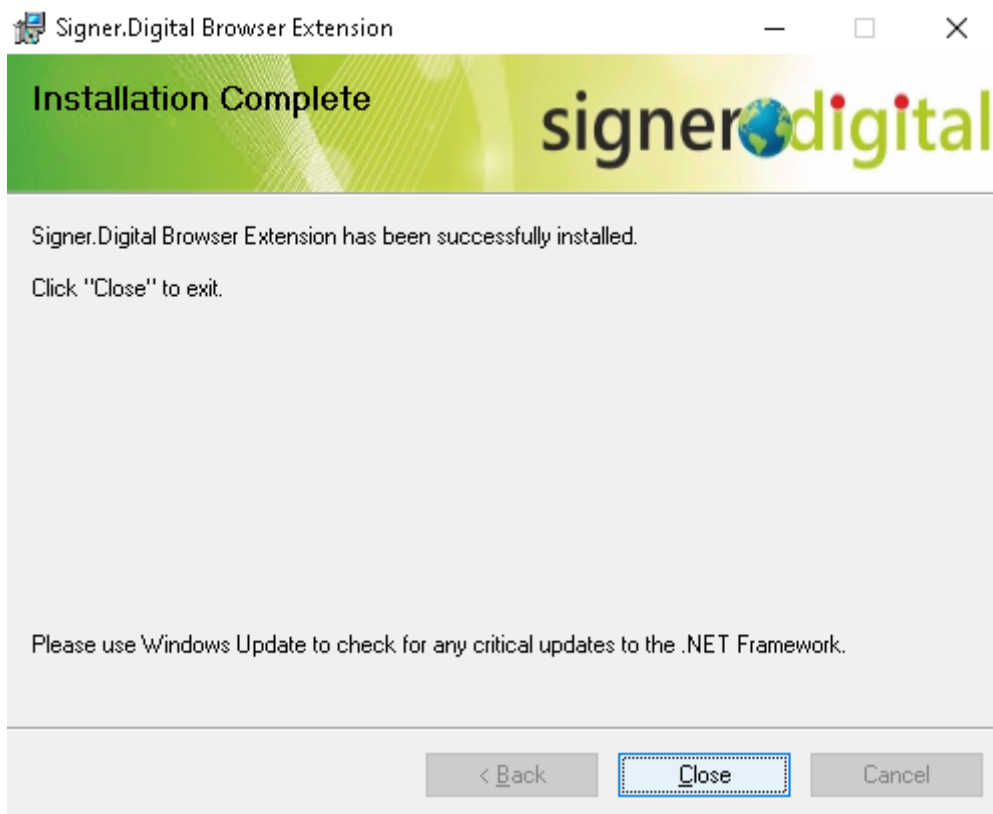 Signer.Digital Browser Extension
Installation Complete
signer digital
Signer.Digital Browser Extension has been successfully installed.
Click "Close" to exit.
Please use Windows Update to check for any critical updates to the .NET Framework.
< Back Close Cancel